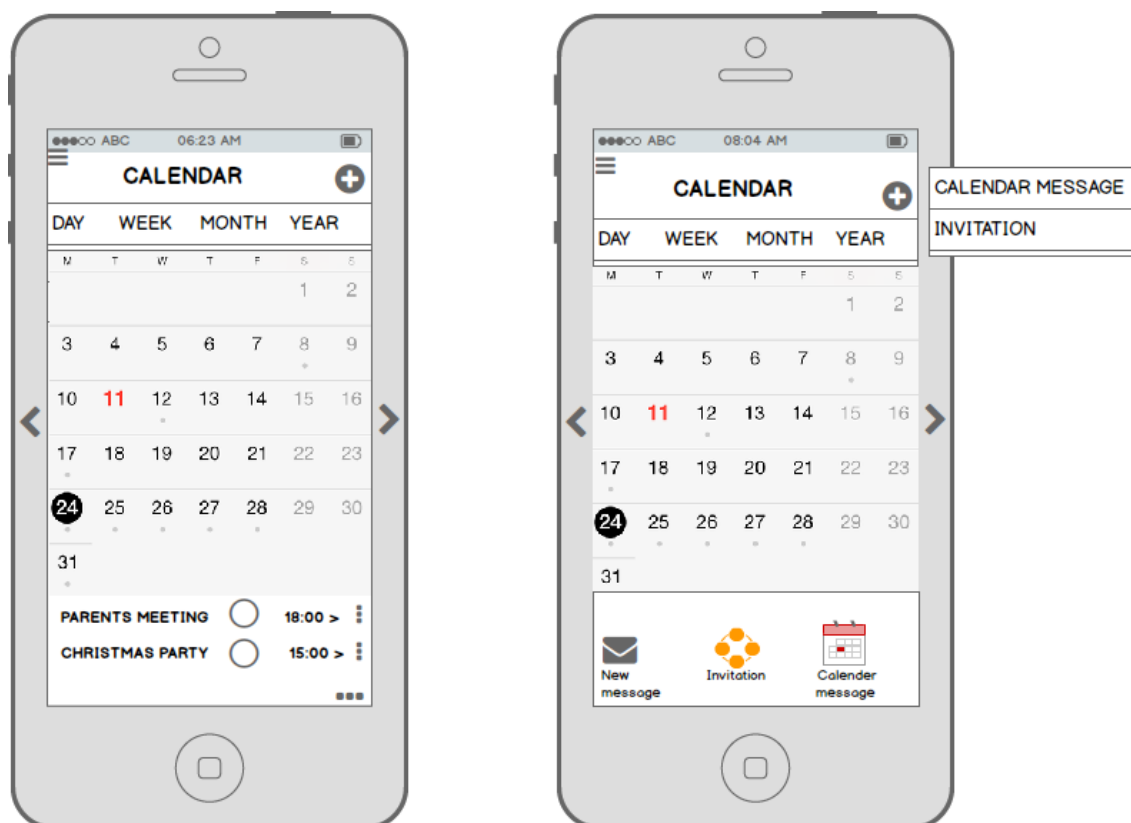 ABC 06:23 AM
CALENDAR
DAY WEEK MONTH YEAR
M T W T F S S
1 2
3 4 5 6 7 8 9
10 11 12 13 14 15 16
17 18 19 20 21 22 23
24 25 26 27 28 29 30
31
PARENTS MEETING 18:00 >
CHRISTMAS PARTY 15:00 >
ABC 08:04 AM
CALENDAR
DAY WEEK MONTH YEAR
M T W T F S S
1 2
3 4 5 6 7 8 9
10 11 12 13 14 15 16
17 18 19 20 21 22 23
24 25 26 27 28 29 30
31
New message
Invitation
Calender message
CALENDAR MESSAGE
INVITATION